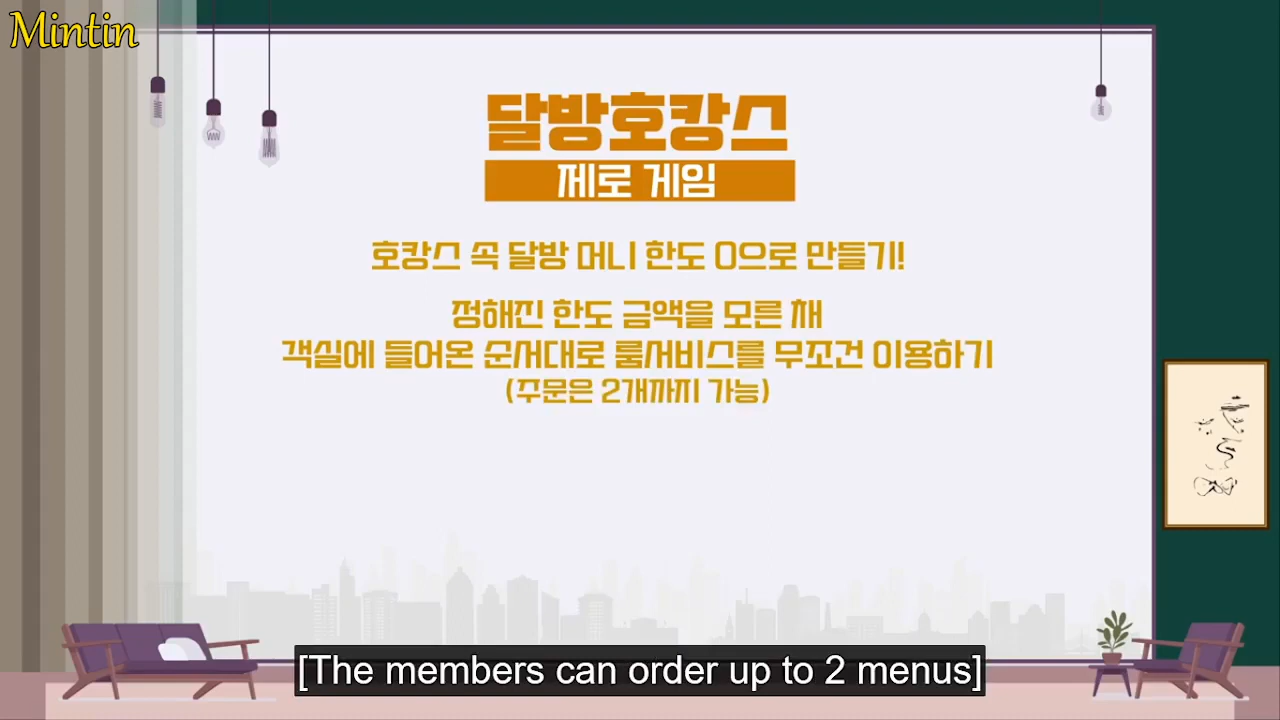 Mintin
달방호캉스
제로 게임
호캉스 속 달방 머니 한도 0으로 만들기!
정해진 한도 금액을 모른 채
객실에 들어온 순서대로 룸서비스를 무조건 이용하기
(주문은 2개까지 가능)
[The members can order up to 2 menus]